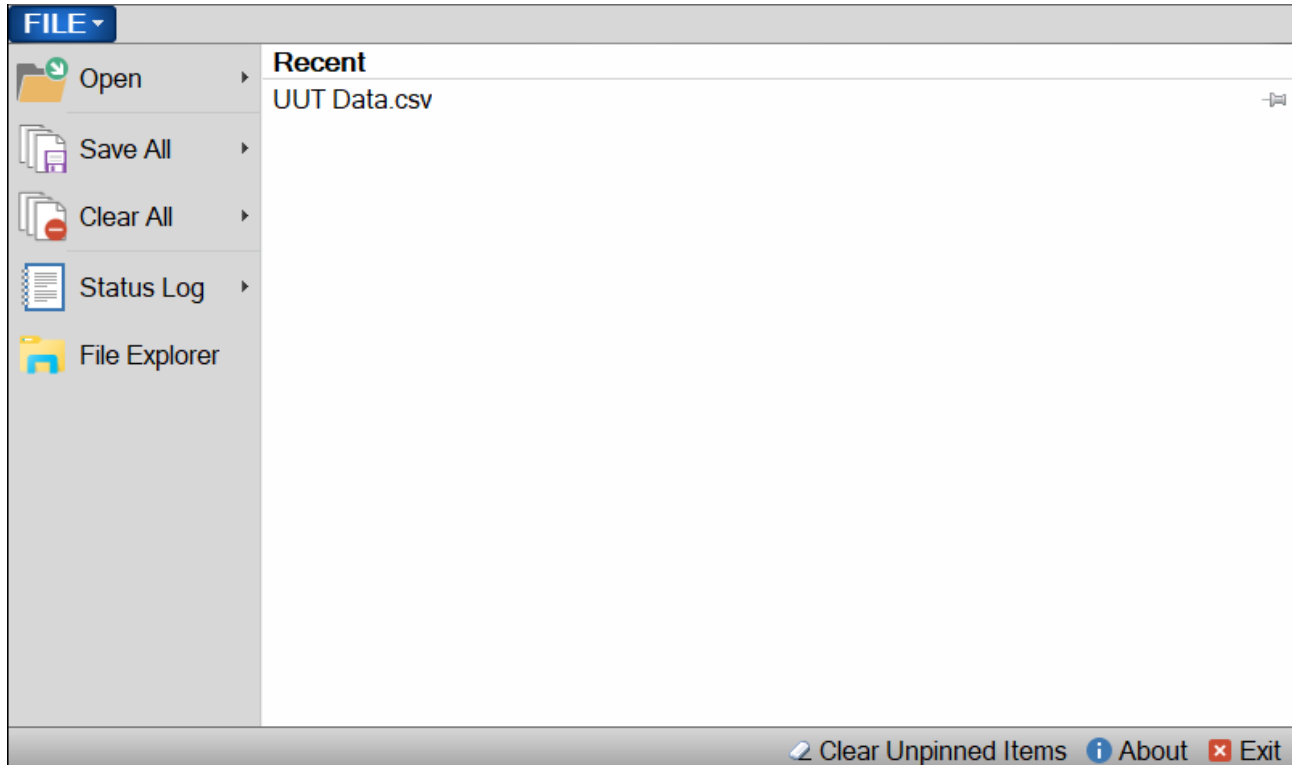 FILE
Open
Save All
Clear All
Status Log
File Explorer
Recent
UUT Data.csv
Clear Unpinned Items About Exit